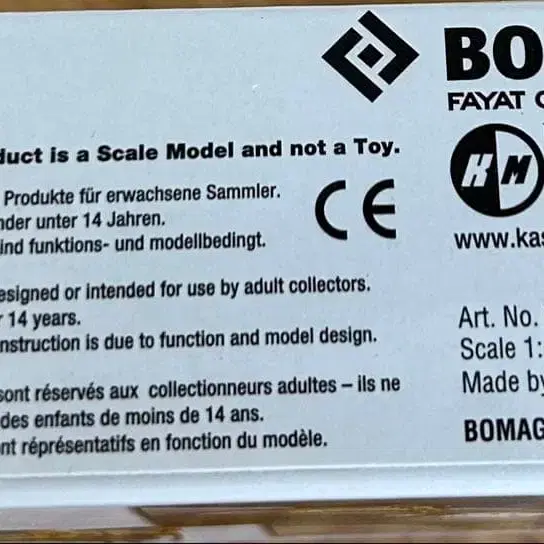 BO
FAYAT
duct is a Scale Model and not a Toy.
Produkte für erwachsene Sammler.
nder unter 14 Jahren.
ind funktions- und modellbedingt.
CE
KM
www.kas
esigned or intended for use by adult collectors.
14 years.
nstruction is due to function and model design.
Art. No.
Scale 1:
Made by
sont réservés aux collectionneurs adultes – ils ne
des enfants de moins de 14 ans.
nt réprésentatifs en fonction du modèle.
BOMAG